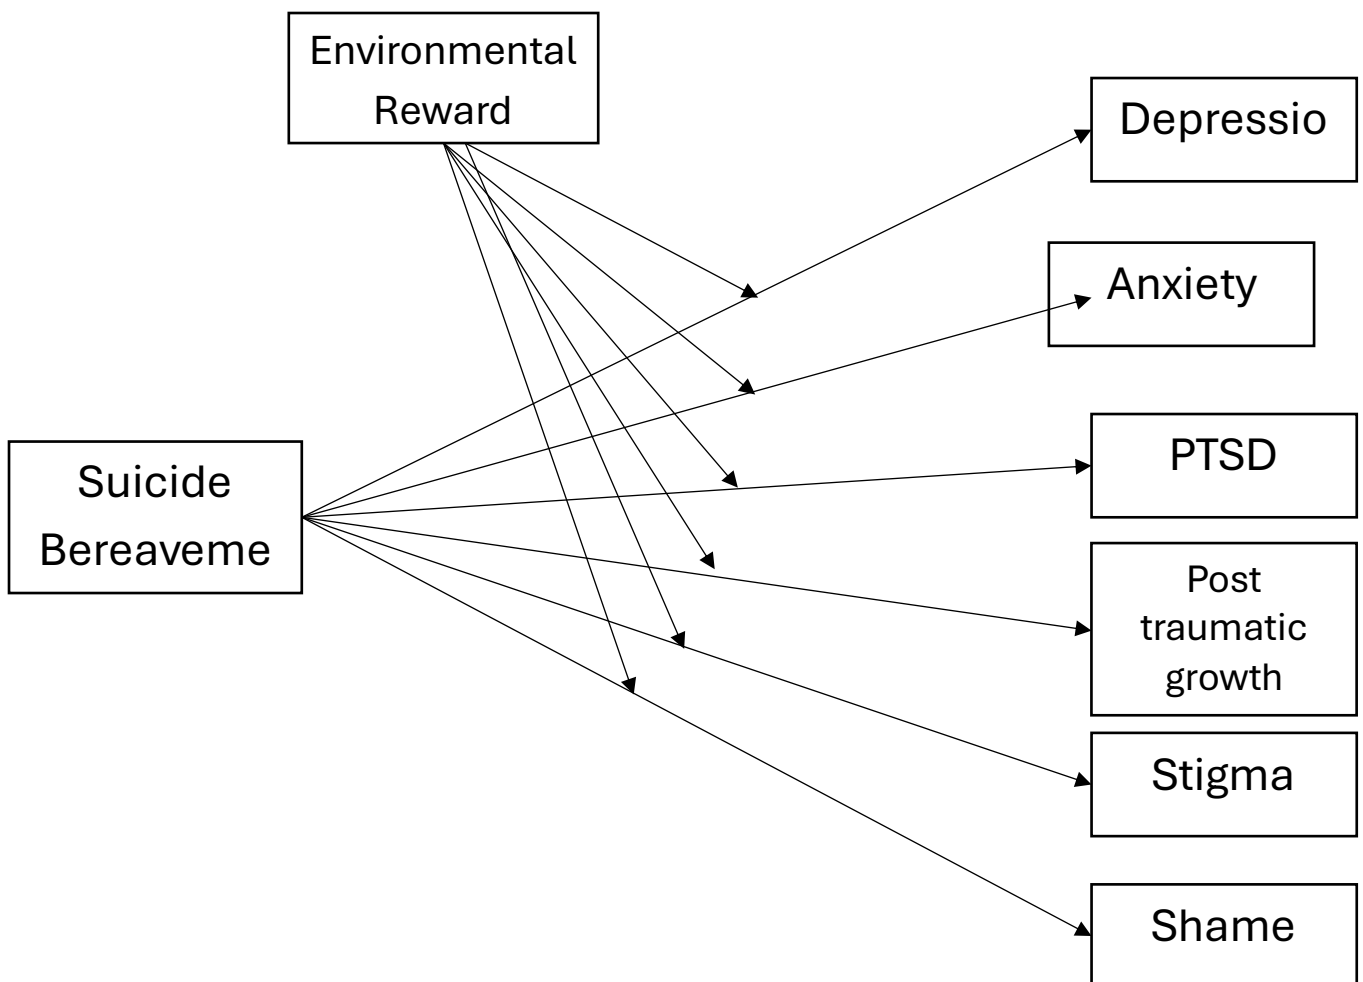 Environmental
Reward
Depressio
Anxiety
PTSD
Suicide
Bereaveme
Post
traumatic
growth
Stigma
Shame